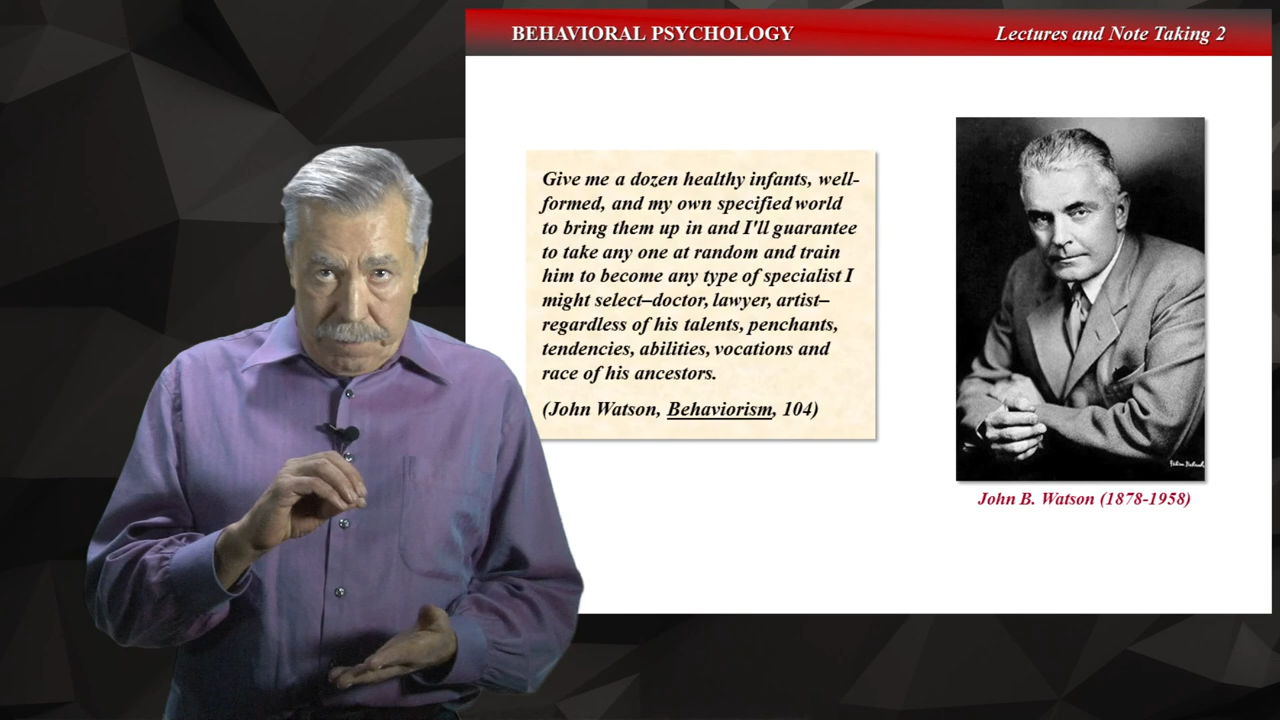 BEHAVIORAL PSYCHOLOGY
Lectures and Note Taking 2
Give me a dozen healthy infants, well-
formed, and my own specified world
to bring them up in and I'll guarantee
to take any one at random and train
him to become any type of specialist I
might select–doctor, lawyer, artist–
regardless of his talents, penchants,
tendencies, abilities, vocations and
race of his ancestors.
(John Watson, Behaviorism, 104)
John B. Watson (1878-1958)